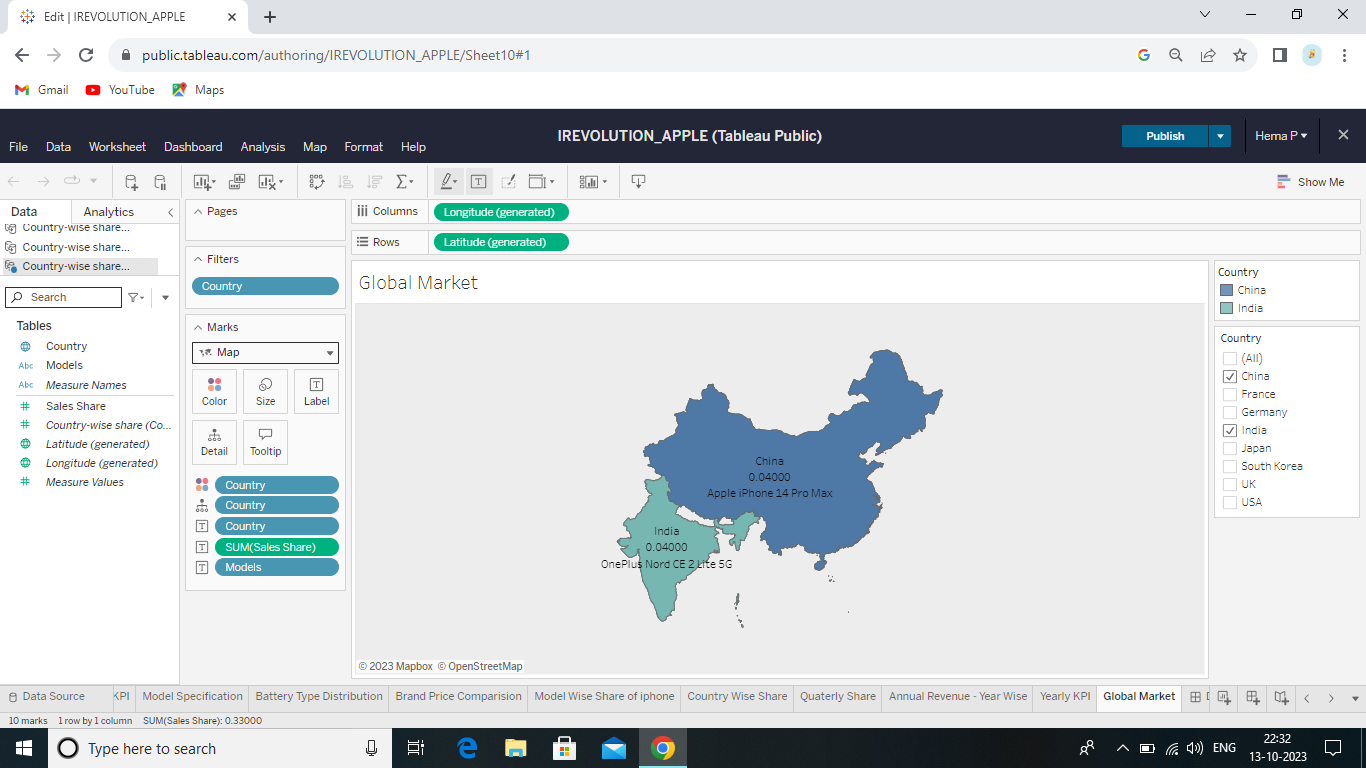 Edit | IREVOLUTION_APPLE
public.tableau.com/authoring/IREVOLUTION_APPLE/Sheet10#1
Gmail YouTube Maps
IREVOLUTION_APPLE (Tableau Public)
Publish
Hema P
File Data Worksheet Dashboard Analysis Map Format Help
Show Me
Data Analytics
Country-wise share...
Country-wise share...
Country-wise share...
Search
Tables
Country
Abc Models
Abc Measure Names
Sales Share
Country-wise share (Co...
Latitude (generated)
Longitude (generated)
Measure Values
Pages
Filters
Country
Marks
Map
Color Size Label
Detail Tooltip
Country
Country
Country
SUM(Sales Share)
Models
Columns Longitude (generated)
Rows Latitude (generated)
Global Market
China
0.04000
Apple iPhone 14 Pro Max
India
0.04000
OnePlus Nord CE 2 Lite 5G
© 2023 Mapbox © OpenStreetMap
Country
China
India
Country
(All)
China
France
Germany
India
Japan
South Korea
UK
USA
Data Source KPI Model Specification Battery Type Distribution Brand Price Comparision Model Wise Share of iphone Country Wise Share Quaterly Share Annual Revenue - Year Wise Yearly KPI Global Market
10 marks 1 row by 1 column SUM(Sales Share): 0.33000
Type here to search
ENG
22:32
13-10-2023